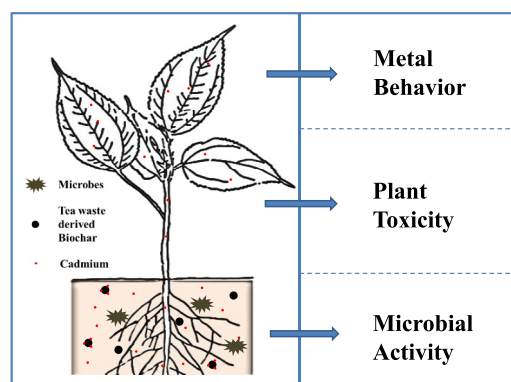 Metal
Behavior
Microbes
Tea waste
derived
Biochar
Plant
Toxicity
Cadmium
Microbial
Activity